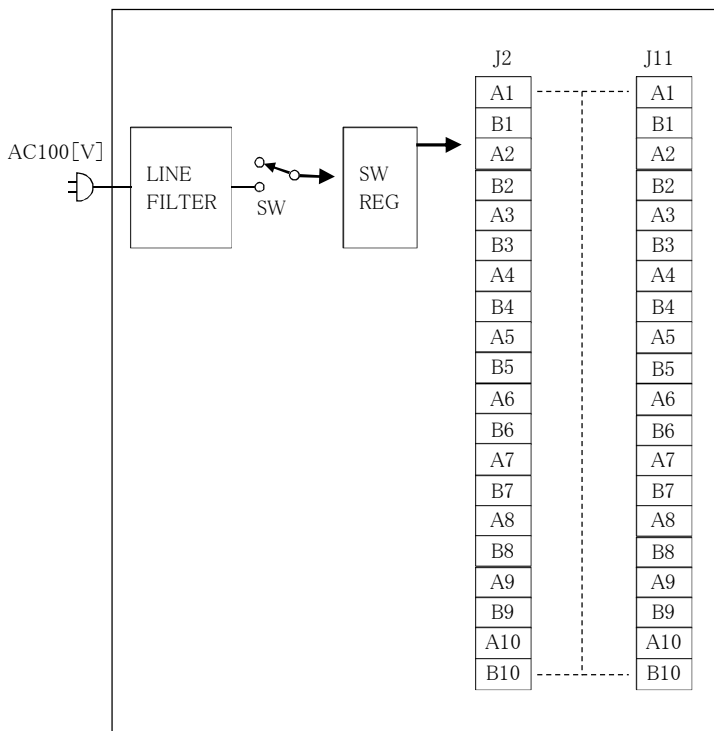 AC100[V]
LINE
FILTER
SW
SW
REG
J2
A1
B1
A2
B2
A3
B3
A4
B4
A5
B5
A6
B6
A7
B7
A8
B8
A9
B9
A10
B10
J11
A1
B1
A2
B2
A3
B3
A4
B4
A5
B5
A6
B6
A7
B7
A8
B8
A9
B9
A10
B10